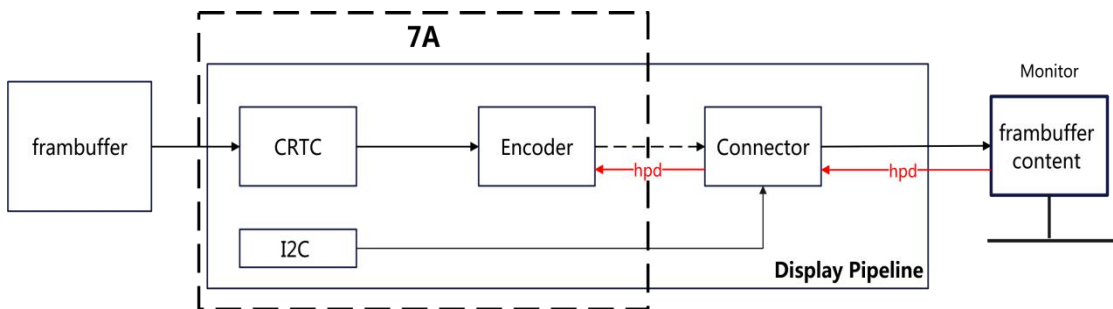 7A
Monitor
frambuffer
CRTC
Encoder
Connector
frambuffer
content
hpd
hpd
I2C
Display Pipeline